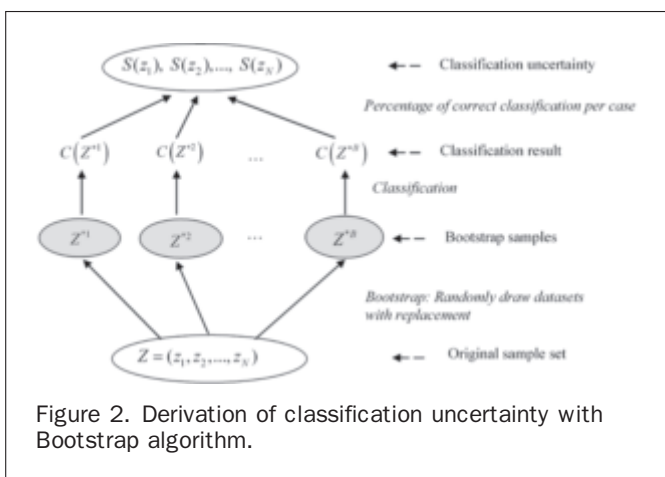 S(z₁), S(z₂),..., S(z_N) Classification uncertainty
Percentage of correct classification per case
C(Z*¹) C(Z*²) ... C(Z*ᴮ) Classification result
Classification
Z*¹ Z*² ... Z*ᴮ Bootstrap samples
Bootstrap: Randomly draw datasets
with replacement
Z = (z₁, z₂,..., z_N) Original sample set
Figure 2. Derivation of classification uncertainty with
Bootstrap algorithm.